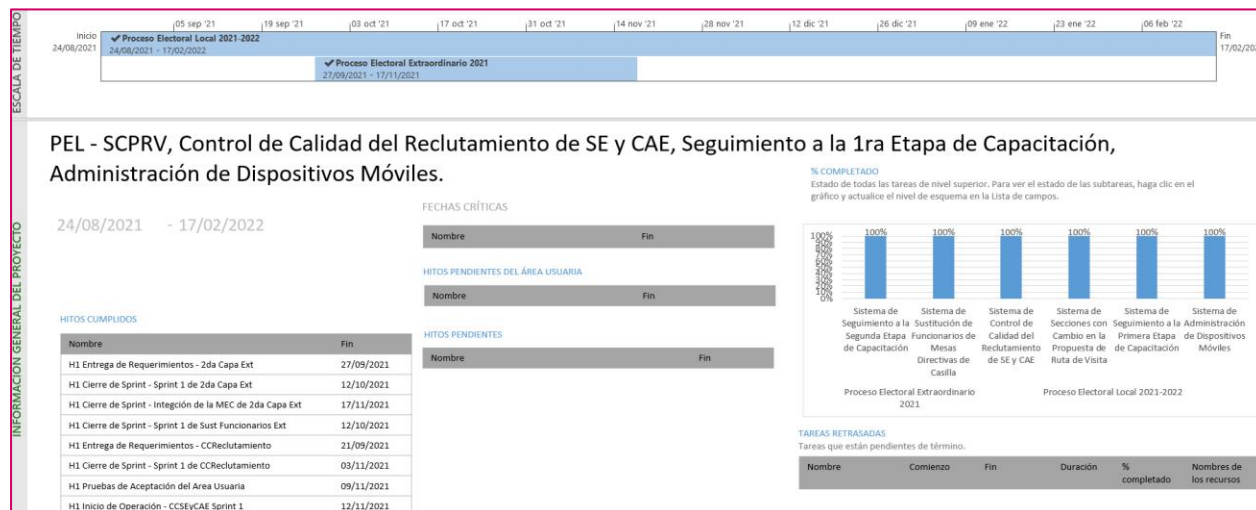 ESCALA DE TIEMPO
05 sep '21 19 sep '21 03 oct '21 17 oct '21 31 oct '21 14 nov '21 28 nov '21 12 dic '21 26 dic '21 09 ene '22 23 ene '22 06 feb '22
Inicio
24/08/2021
✔ Proceso Electoral Local 2021-2022
24/08/2021 - 17/02/2022
✔ Proceso Electoral Extraordinario 2021
27/09/2021 - 17/11/2021
Fin
17/02/202
INFORMACION GENERAL DEL PROYECTO
PEL - SCPRV, Control de Calidad del Reclutamiento de SE y CAE, Seguimiento a la 1ra Etapa de Capacitación,
Administración de Dispositivos Móviles.
24/08/2021 - 17/02/2022
HITOS CUMPLIDOS
Nombre Fin
H1 Entrega de Requerimientos - 2da Capa Ext 27/09/2021
H1 Cierre de Sprint - Sprint 1 de 2da Capa Ext 12/10/2021
H1 Cierre de Sprint - Integción de la MEC de 2da Capa Ext 17/11/2021
H1 Cierre de Sprint - Sprint 1 de Sust Funcionarios Ext 12/10/2021
H1 Entrega de Requerimientos - CCReclutamiento 21/09/2021
H1 Cierre de Sprint - Sprint 1 de CCReclutamiento 03/11/2021
H1 Pruebas de Aceptación del Area Usuaria 09/11/2021
H1 Inicio de Operación - CCSEyCAE Sprint 1 12/11/2021
FECHAS CRÍTICAS
Nombre Fin
HITOS PENDIENTES DEL ÁREA USUARIA
Nombre Fin
HITOS PENDIENTES
Nombre Fin
% COMPLETADO
Estado de todas las tareas de nivel superior. Para ver el estado de las subtareas, haga clic en el
gráfico y actualice el nivel de esquema en la Lista de campos.
100% 100% 100% 100% 100% 100%
100%
90%
80%
70%
60%
50%
40%
30%
20%
10%
0%
Sistema de Seguimiento a la Segunda Etapa de Capacitación
Sistema de Sustitución de Funcionarios de Mesas Directivas de Casilla
Sistema de Control de Calidad del Reclutamiento de SE y CAE
Sistema de Secciones con Cambio en la Propuesta de Ruta de Visita
Sistema de Seguimiento a la Primera Etapa de Capacitación
Sistema de Administración de Dispositivos Móviles
Proceso Electoral Extraordinario 2021
Proceso Electoral Local 2021-2022
TAREAS RETRASADAS
Tareas que están pendientes de término.
Nombre Comienzo Fin Duración % completado Nombres de los recursos